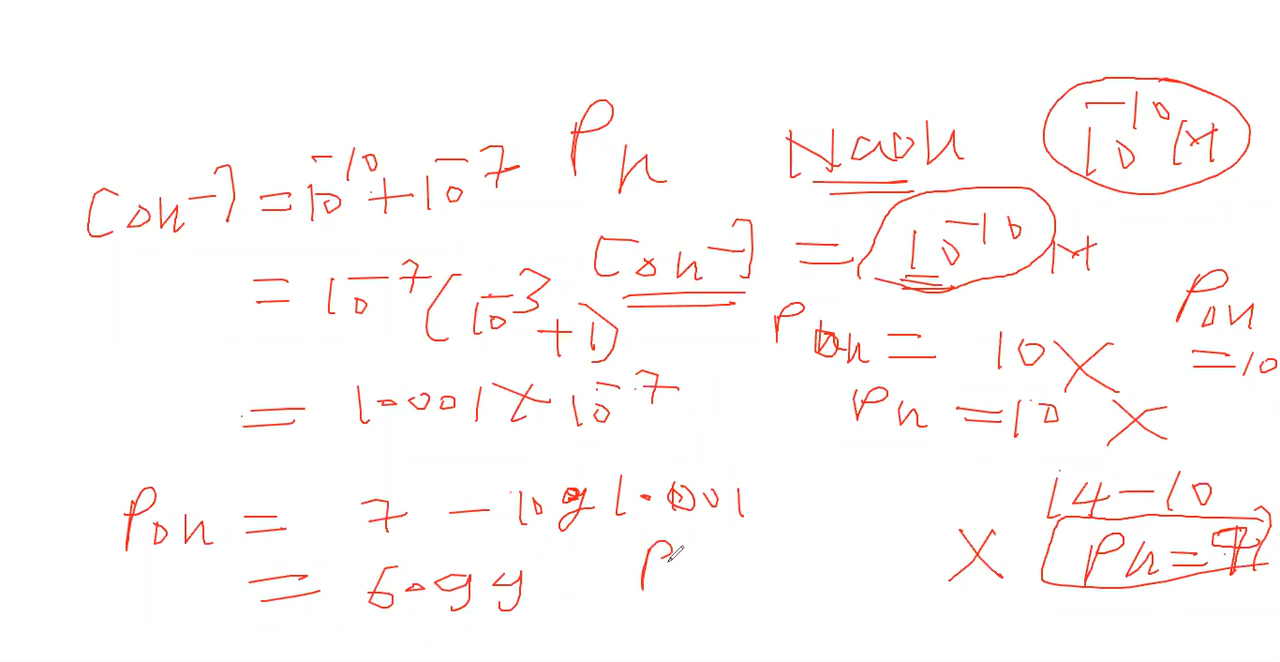 PH NaOH 10^-10 M
[OH^-] = 10^-10 + 10^-7
[OH^-] = 10^-10 M
= 10^-7 (10^-3 + 1)
POH = 10 X
POH = 10
PH = 10 X
= 1.001 X 10^-7
14 - 10
X PH = 4
POH = 7 - log 1.001
= 6.99
P